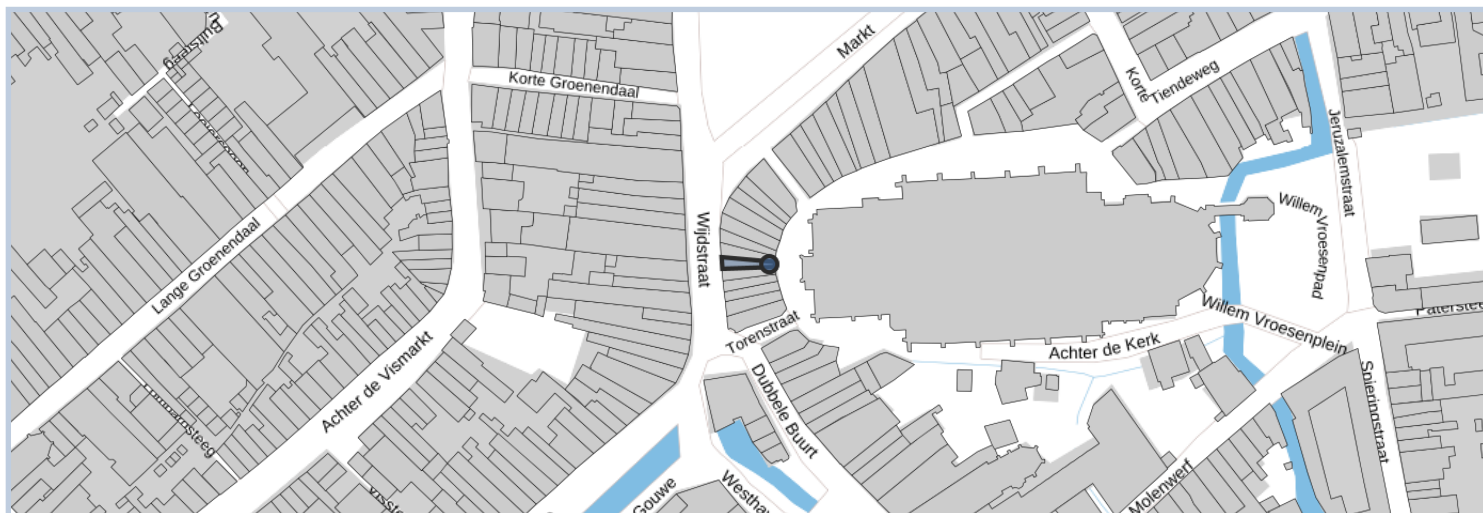 Markt
Korte Groenendaal
Korte
Tiendeweg
Jeruzalemstraat
Willem
Vroesenpad
Wijdstraat
Lange Groenendaal
Torenstraat
Achter de Kerk
Willem Vroesenplein
Achter de Vismarkt
Dubbele Buurt
Spieringstraat
Molenwerf
Gouwe